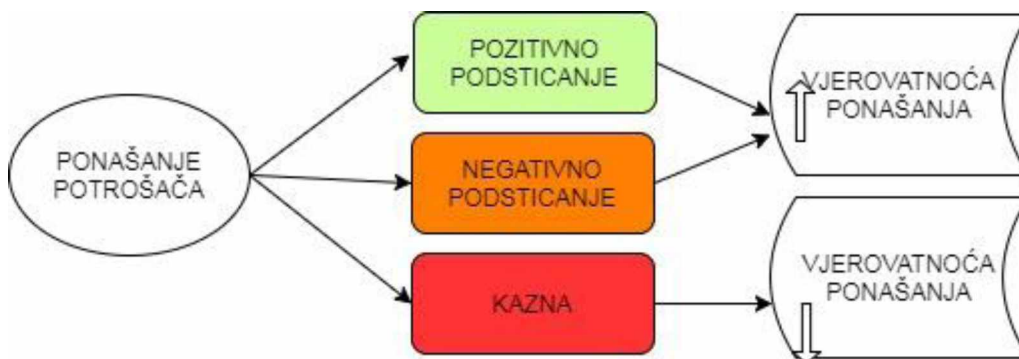 PONAŠANJE
POTROŠAČA
POZITIVNO
PODSTICANJE
NEGATIVNO
PODSTICANJE
KAZNA
VJEROVATNOĆA
PONAŠANJA
VJEROVATNOĆA
PONAŠANJA